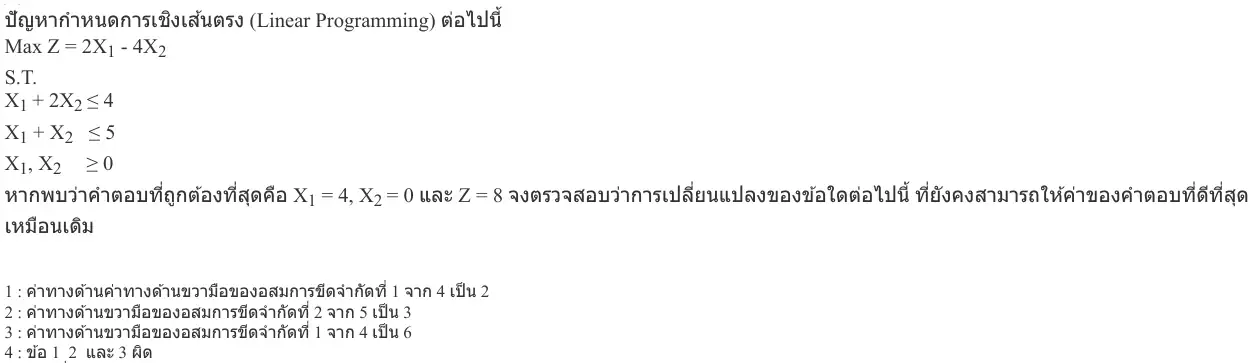 ปัญหากำหนดการเชิงเส้นตรง (Linear Programming) ต่อไปนี้
Max Z = 2X1 - 4X2
S.T.
X1 + 2X2 ≤ 4
X1 + X2 ≤ 5
X1, X2 ≥ 0
หากพบว่าคำตอบที่ถูกต้องที่สุดคือ X1 = 4, X2 = 0 และ Z = 8 จงตรวจสอบว่าการเปลี่ยนแปลงของข้อใดต่อไปนี้ ที่ยังคงสามารถให้ค่าของคำตอบที่ดีที่สุด
เหมือนเดิม
1 : ค่าทางด้านค่าทางด้านขวามือของอสมการขีดจำกัดที่ 1 จาก 4 เป็น 2
2 : ค่าทางด้านขวามือของอสมการขีดจำกัดที่ 2 จาก 5 เป็น 3
3 : ค่าทางด้านขวามือของอสมการขีดจำกัดที่ 1 จาก 4 เป็น 6
4 : ข้อ 1 2 และ 3 ผิด